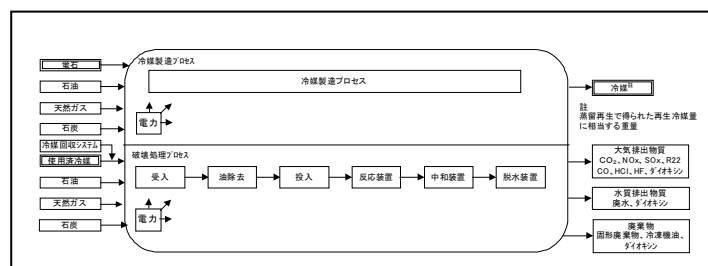 冷媒製造プロセス
蛍石
石油
天然ガス
石炭
冷媒製造プロセス
電力
冷媒註
註
蒸留再生で得られた再生冷媒量
に相当する重量
冷媒回収システム
使用済冷媒
石油
天然ガス
石炭
破壊処理プロセス
受入
油除去
投入
反応装置
中和装置
脱水装置
電力
大気排出物質
CO2、NOx、SOx、R22
CO、HCl、HF、ダイオキシン
水質排出物質
廃水、ダイオキシン
廃棄物
固形廃棄物、冷凍機油、
ダイオキシン